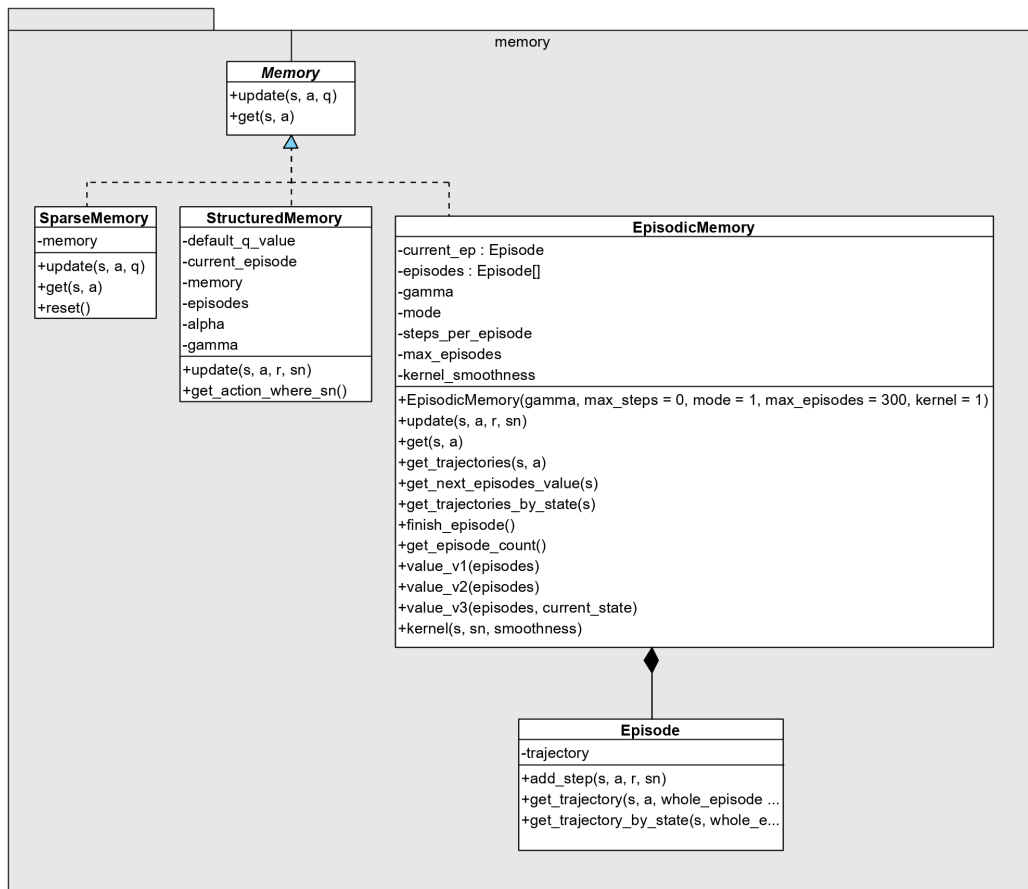 memory
Memory
+update(s, a, q)
+get(s, a)
SparseMemory
-memory
+update(s, a, q)
+get(s, a)
+reset()
StructuredMemory
-default_q_value
-current_episode
-memory
-episodes
-alpha
-gamma
+update(s, a, r, sn)
+get_action_where_sn()
EpisodicMemory
-current_ep : Episode
-episodes : Episode[]
-gamma
-mode
-steps_per_episode
-max_episodes
-kernel_smoothness
+EpisodicMemory(gamma, max_steps = 0, mode = 1, max_episodes = 300, kernel = 1)
+update(s, a, r, sn)
+get(s, a)
+get_trajectories(s, a)
+get_next_episodes_value(s)
+get_trajectories_by_state(s)
+finish_episode()
+get_episode_count()
+value_v1(episodes)
+value_v2(episodes)
+value_v3(episodes, current_state)
+kernel(s, sn, smoothness)
Episode
-trajectory
+add_step(s, a, r, sn)
+get_trajectory(s, a, whole_episode ...
+get_trajectory_by_state(s, whole_e...